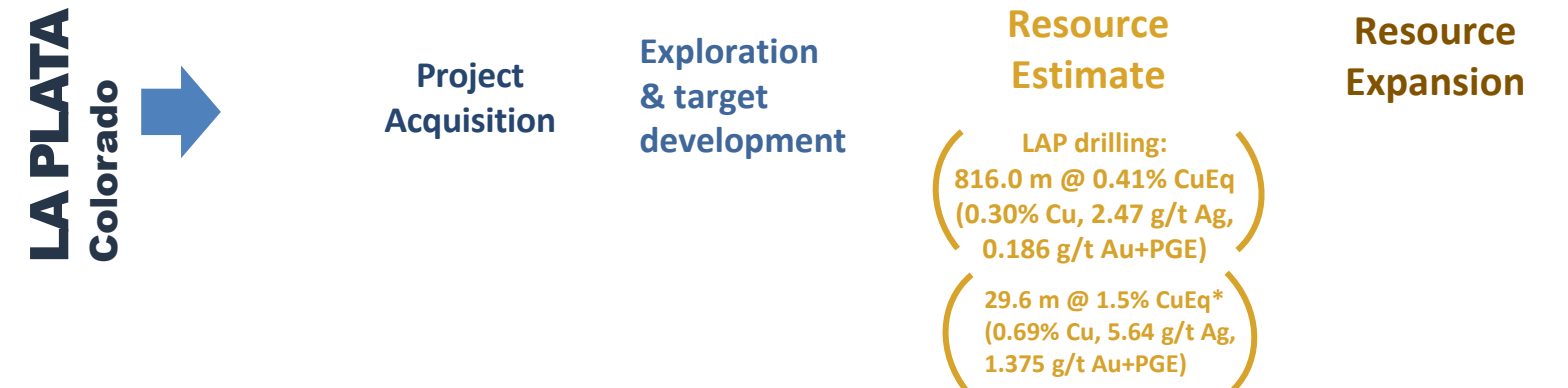 LA PLATA
Colorado
Project
Acquisition
Exploration
& target
development
Resource
Estimate
LAP drilling:
816.0 m @ 0.41% CuEq
(0.30% Cu, 2.47 g/t Ag,
0.186 g/t Au+PGE)
29.6 m @ 1.5% CuEq*
(0.69% Cu, 5.64 g/t Ag,
1.375 g/t Au+PGE)
Resource
Expansion